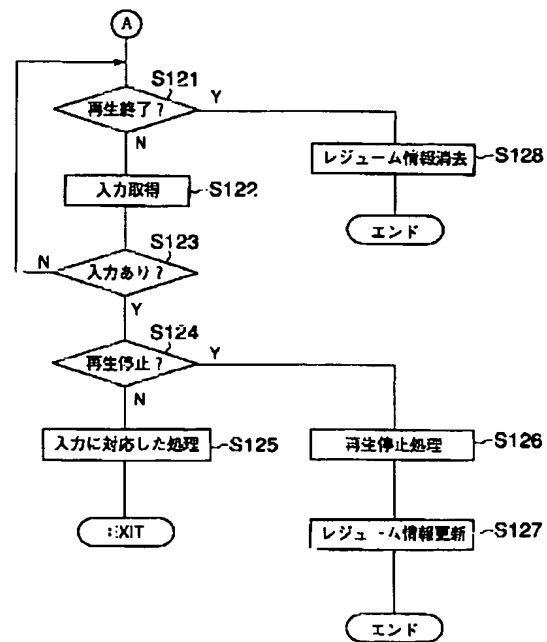 A
S121
再生終了?
Y
N
レジューム情報消去
S128
入力取得
S122
エンド
S123
N
入力あり?
Y
S124
再生停止?
Y
N
入力に対応した処理
S125
再生停止処理
S126
EXIT
レジューム情報更新
S127
エンド